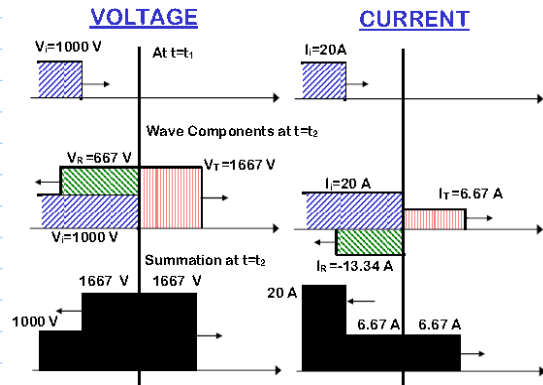 VOLTAGE
CURRENT
Vi=1000 V
At t=t1
Ii=20A
Wave Components at t=t2
VR=667 V
VT=1667 V
Ii=20 A
IT=6.67 A
Vi=1000 V
IR=-13.34 A
Summation at t=t2
1667 V
1667 V
20 A
1000 V
6.67 A
6.67 A